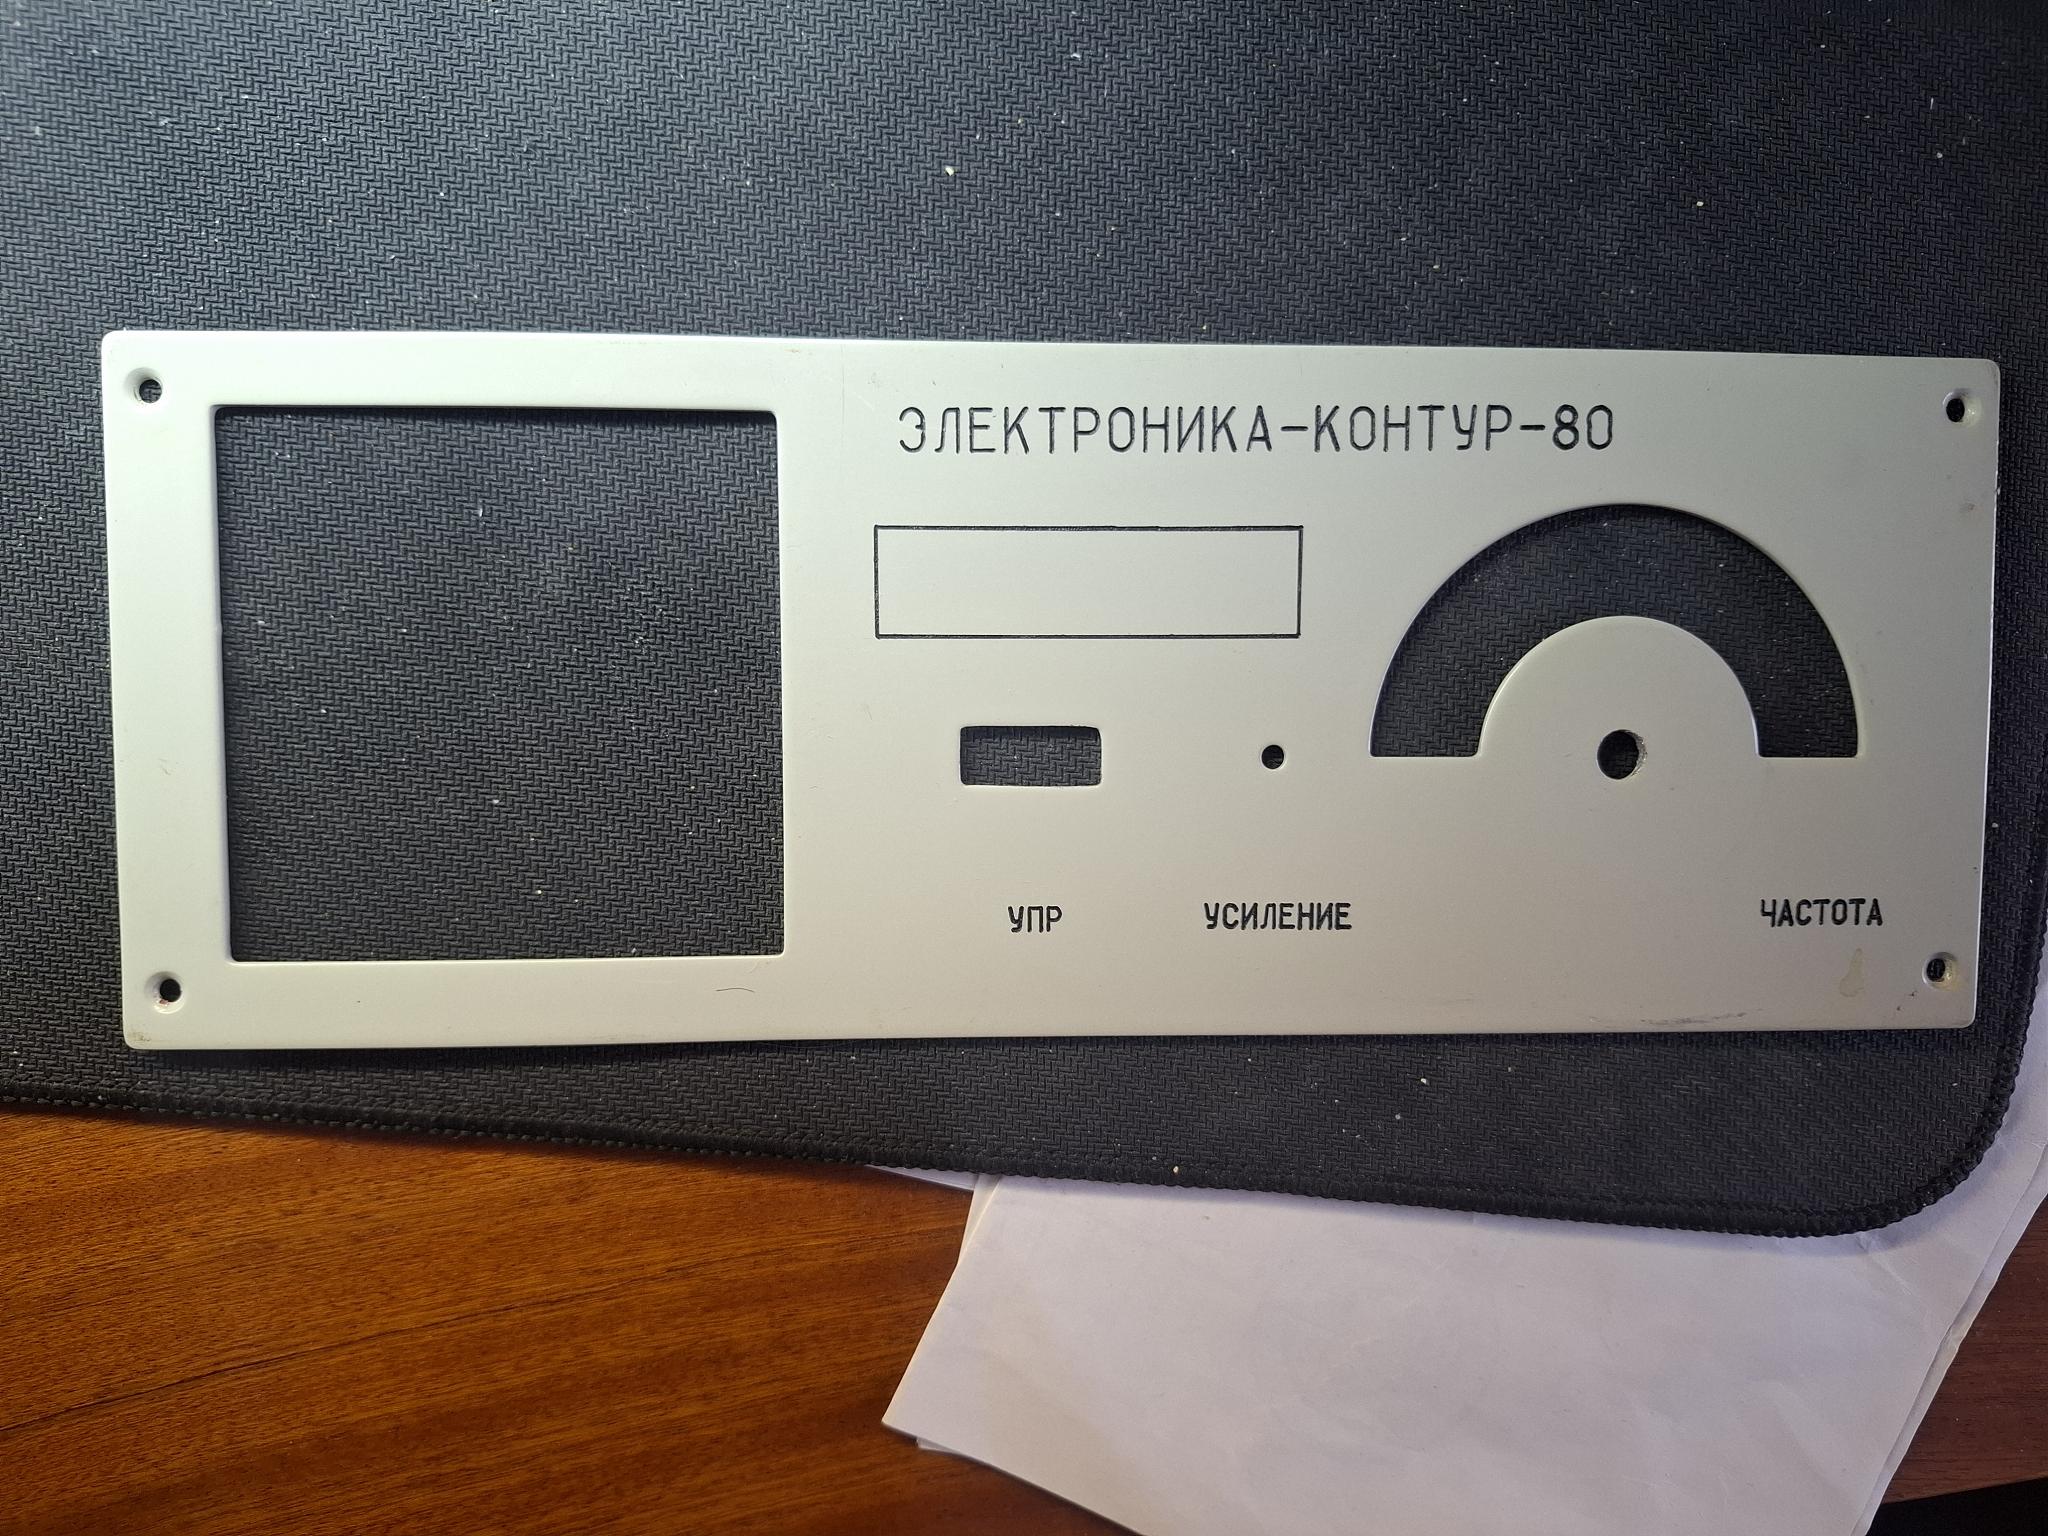 ЭЛЕКТРОНИКА-КОНТУР-80
УПР УСИЛЕНИЕ ЧАСТОТА